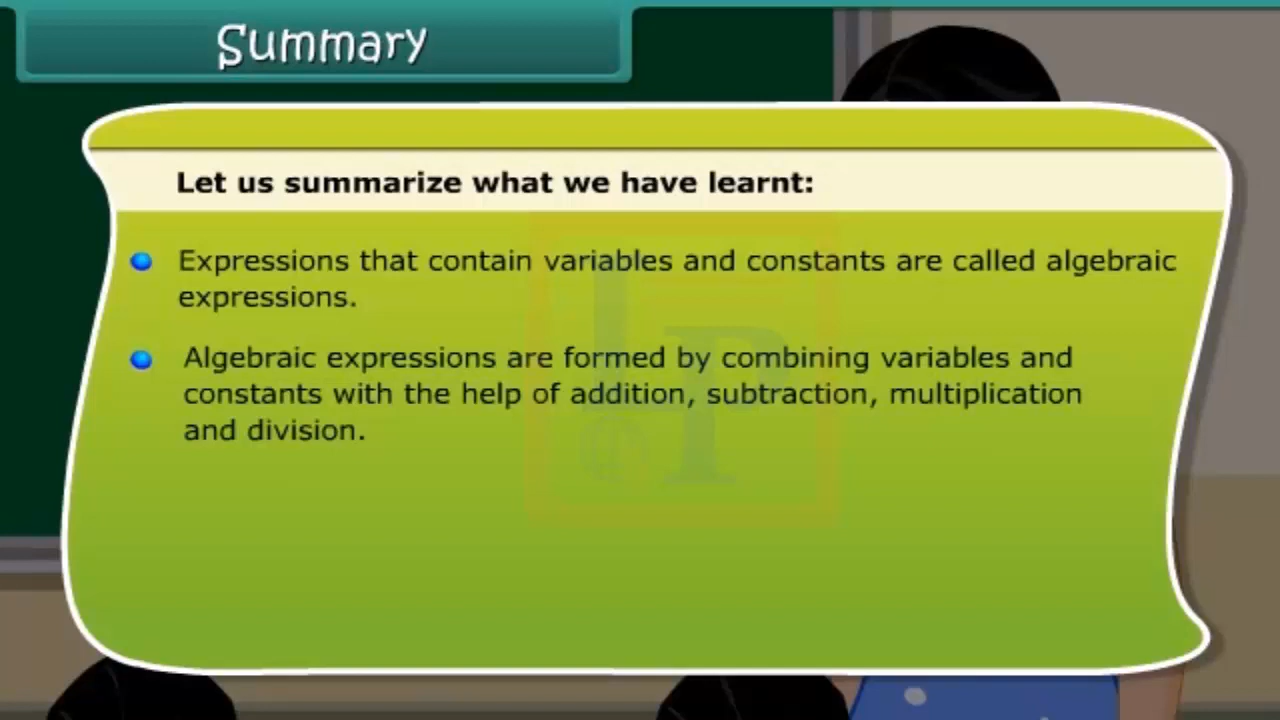 Summary
Let us summarize what we have learnt:
Expressions that contain variables and constants are called algebraic
expressions.
Algebraic expressions are formed by combining variables and
constants with the help of addition, subtraction, multiplication
and division.